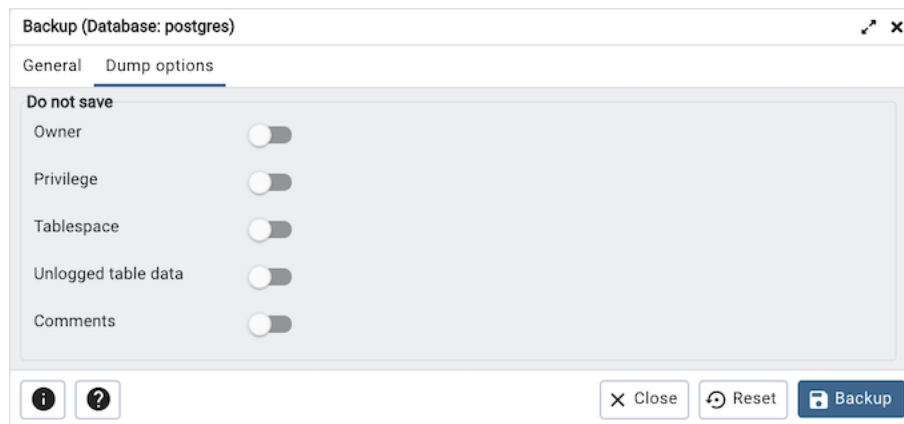 Backup (Database: postgres)
General Dump options
Do not save
Owner
Privilege
Tablespace
Unlogged table data
Comments
Close Reset Backup